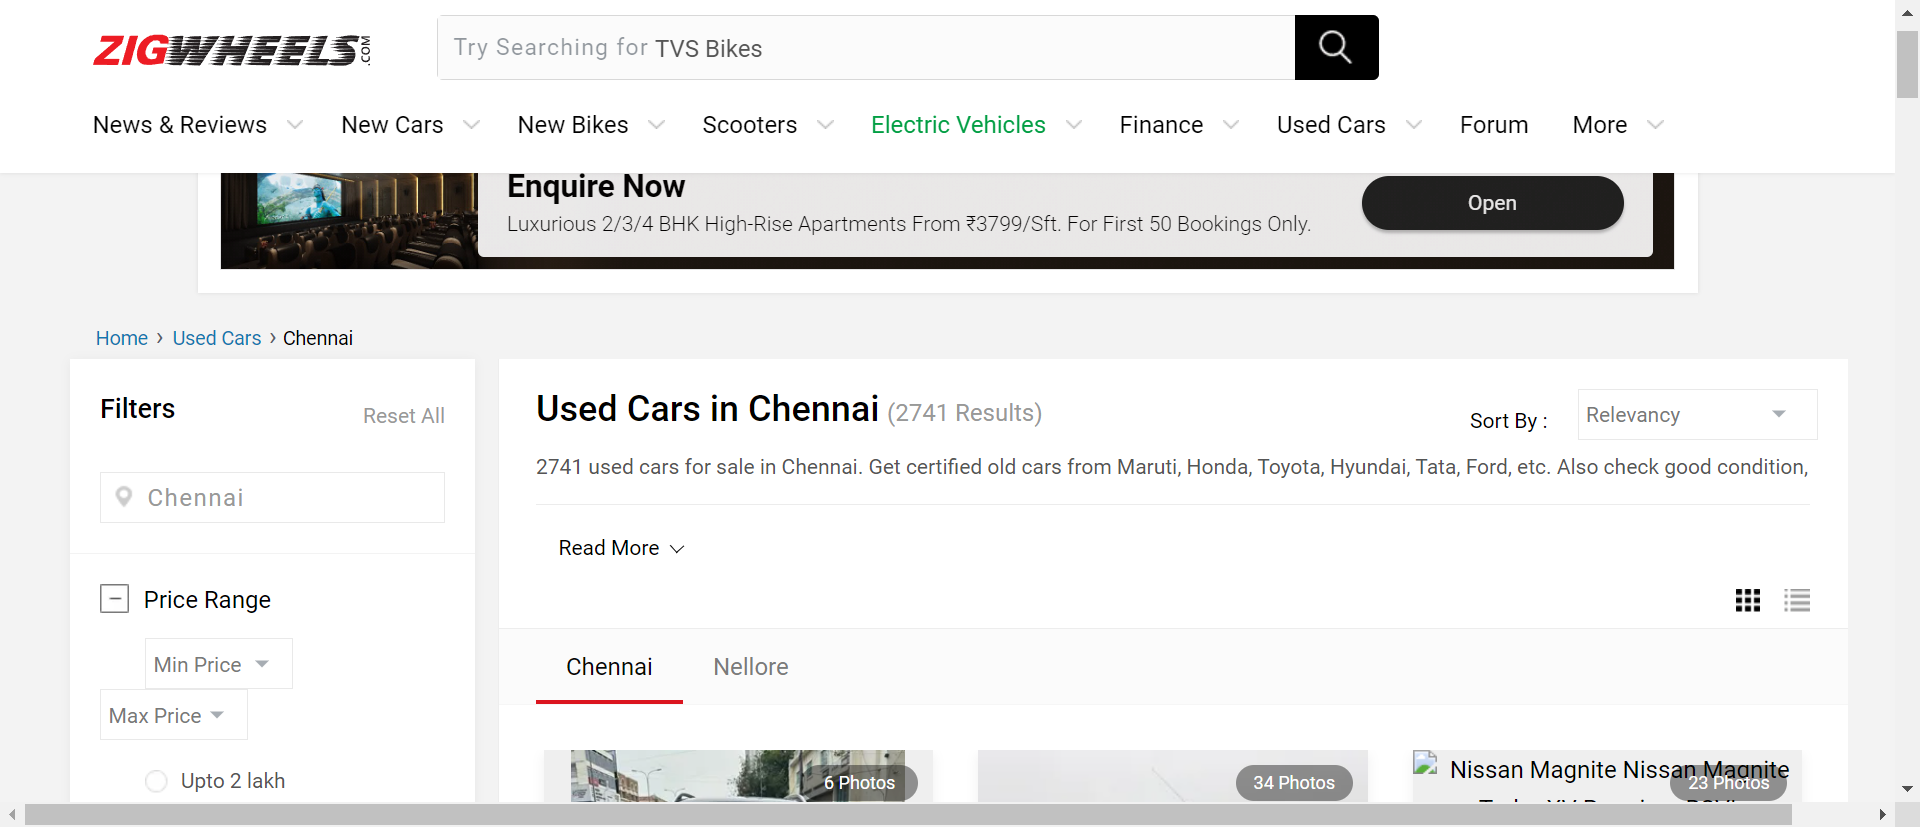 ZIGWHEELS.COM
Try Searching for TVS Bikes
News & Reviews New Cars New Bikes Scooters Electric Vehicles Finance Used Cars Forum More
Enquire Now
Luxurious 2/3/4 BHK High-Rise Apartments From ₹3799/Sft. For First 50 Bookings Only.
Open
Home › Used Cars › Chennai
Filters
Reset All
Chennai
Price Range
Min Price
Max Price
Upto 2 lakh
Used Cars in Chennai (2741 Results)
Sort By : Relevancy
2741 used cars for sale in Chennai. Get certified old cars from Maruti, Honda, Toyota, Hyundai, Tata, Ford, etc. Also check good condition,
Read More
Chennai Nellore
6 Photos
34 Photos
Nissan Magnite Nissan Magnite
23 Photos